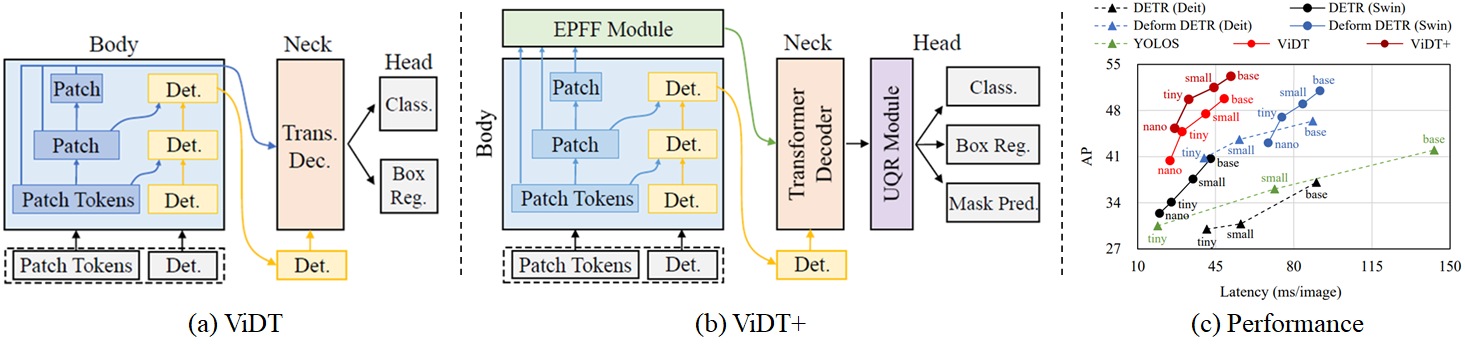 Body
Neck
Head
Patch
Det.
Patch
Det.
Patch Tokens
Det.
Trans.
Dec.
Class.
Box
Reg.
Patch Tokens
Det.
Det.
(a) ViDT
EPFF Module
Body
Neck
Head
Patch
Det.
Patch
Det.
Patch Tokens
Det.
Transformer
Decoder
UQR Module
Class.
Box Reg.
Mask Pred.
Patch Tokens
Det.
Det.
(b) ViDT+
DETR (Deit)
DETR (Swin)
Deform DETR (Deit)
Deform DETR (Swin)
YOLOS
ViDT
ViDT+
AP
55
48
41
34
27
nano
tiny
small
base
nano
tiny
small
base
nano
tiny
small
base
tiny
small
base
nano
tiny
small
base
tiny
small
base
tiny
small
base
10
45
80
115
150
Latency (ms/image)
(c) Performance